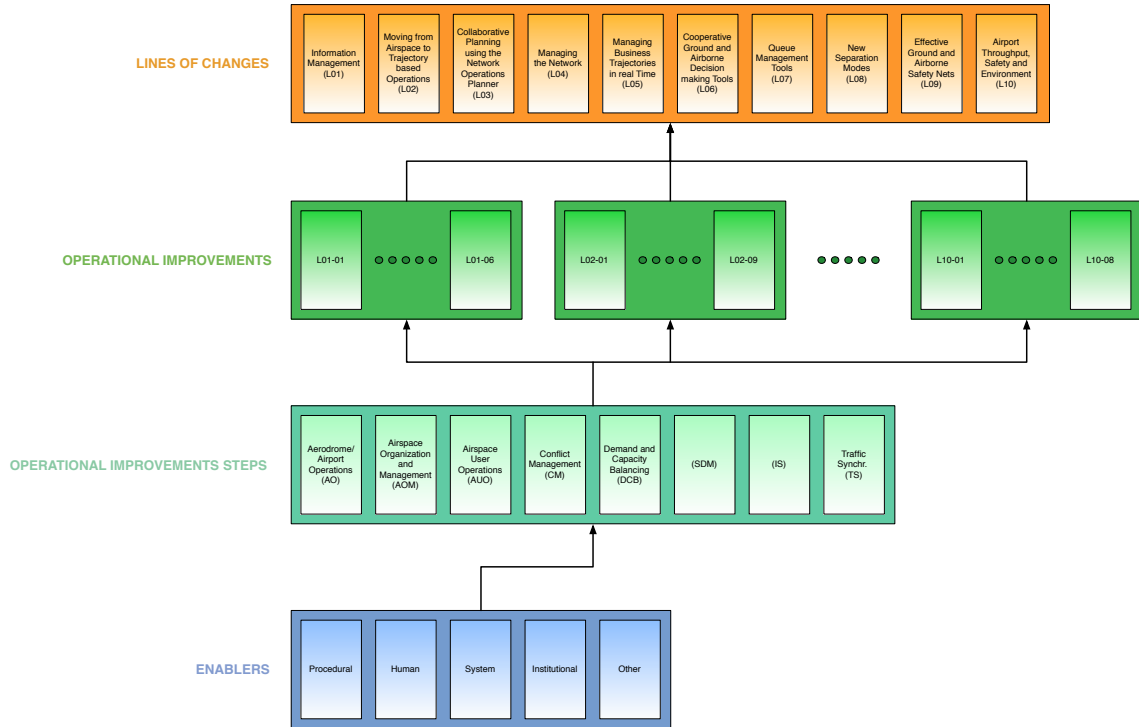 LINES OF CHANGES
Information
Management
(L01)
Moving from
Airspace to
Trajectory
based
Operations
(L02)
Collaborative
Planning
using the
Network
Operations
Planner
(L03)
Managing
the Network
(L04)
Managing
Business
Trajectories
in real Time
(L05)
Cooperative
Ground and
Airborne
Decision
making Tools
(L06)
Queue
Management
Tools
(L07)
New
Separation
Modes
(L08)
Effective
Ground and
Airborne
Safety Nets
(L09)
Airport
Throughput,
Safety and
Environment)
(L10)
OPERATIONAL IMPROVEMENTS
L01-01
L01-06
L02-01
L02-09
L10-01
L10-08
OPERATIONAL IMPROVEMENTS STEPS
Aerodrome/
Airport
Operations
(AO)
Airspace
Organization
and
Management)
(AOM)
Airspace
User
Operations
(AUO)
Conflict
Management
(CM)
Demand and
Capacity
Balancing
(DCB)
(SDM)
(IS)
Traffic
Synchr.
(TS)
ENABLERS
Procedural
Human
System
Institutional
Other